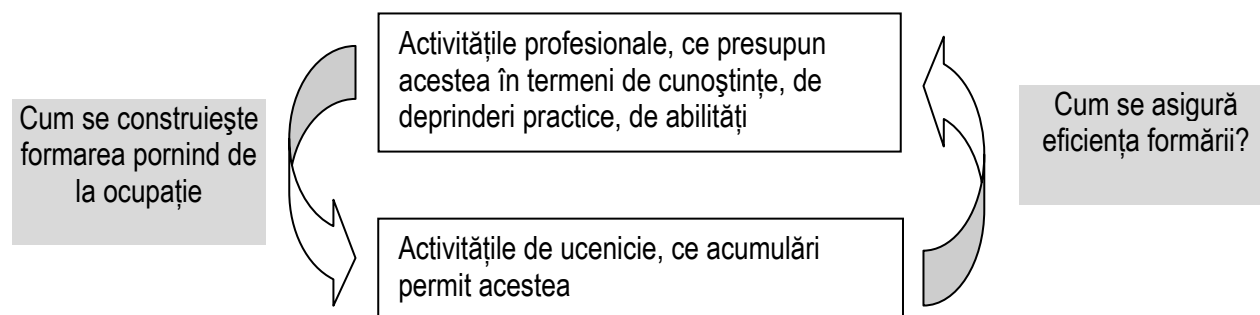 Activitățile profesionale, ce presupun
acestea în termeni de cunoştințe, de
deprinderi practice, de abilități
Cum se construieşte
formarea pornind de
la ocupație
Cum se asigură
eficiența formării?
Activitățile de ucenicie, ce acumulări
permit acestea